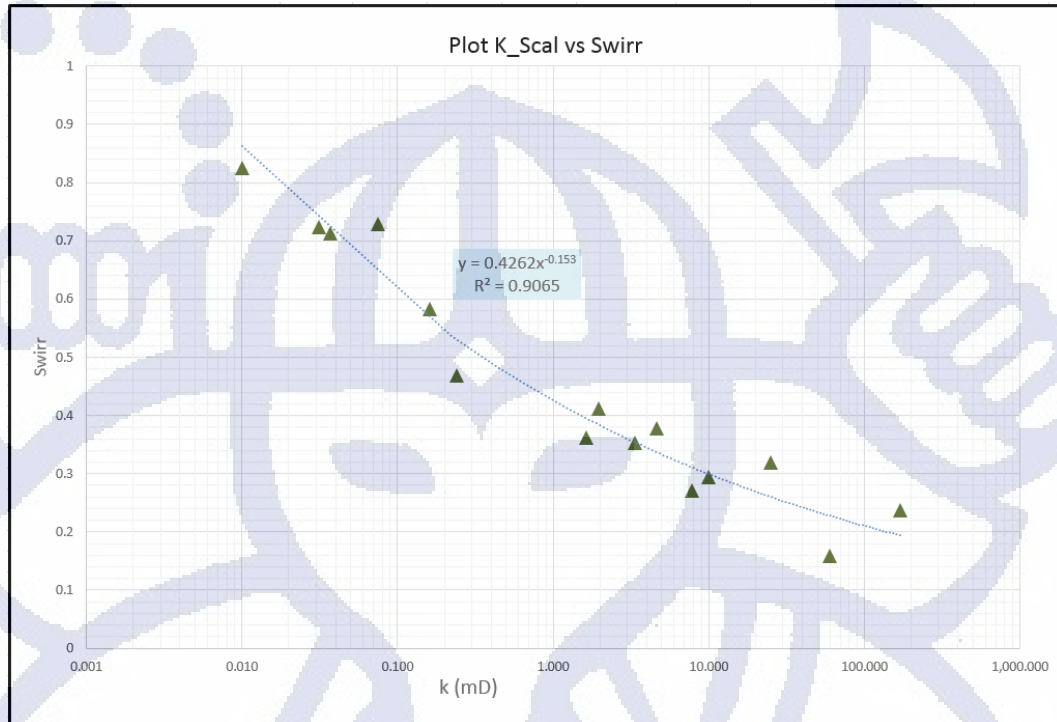 Plot K_Scal vs Swirr
1
0.9
0.8
0.7
0.6
0.5
0.4
0.3
0.2
0.1
0
Swirr
y = 0.4262x^-0.153
R² = 0.9065
0.001 0.010 0.100 1.000 10.000 100.000 1,000.000
k (mD)